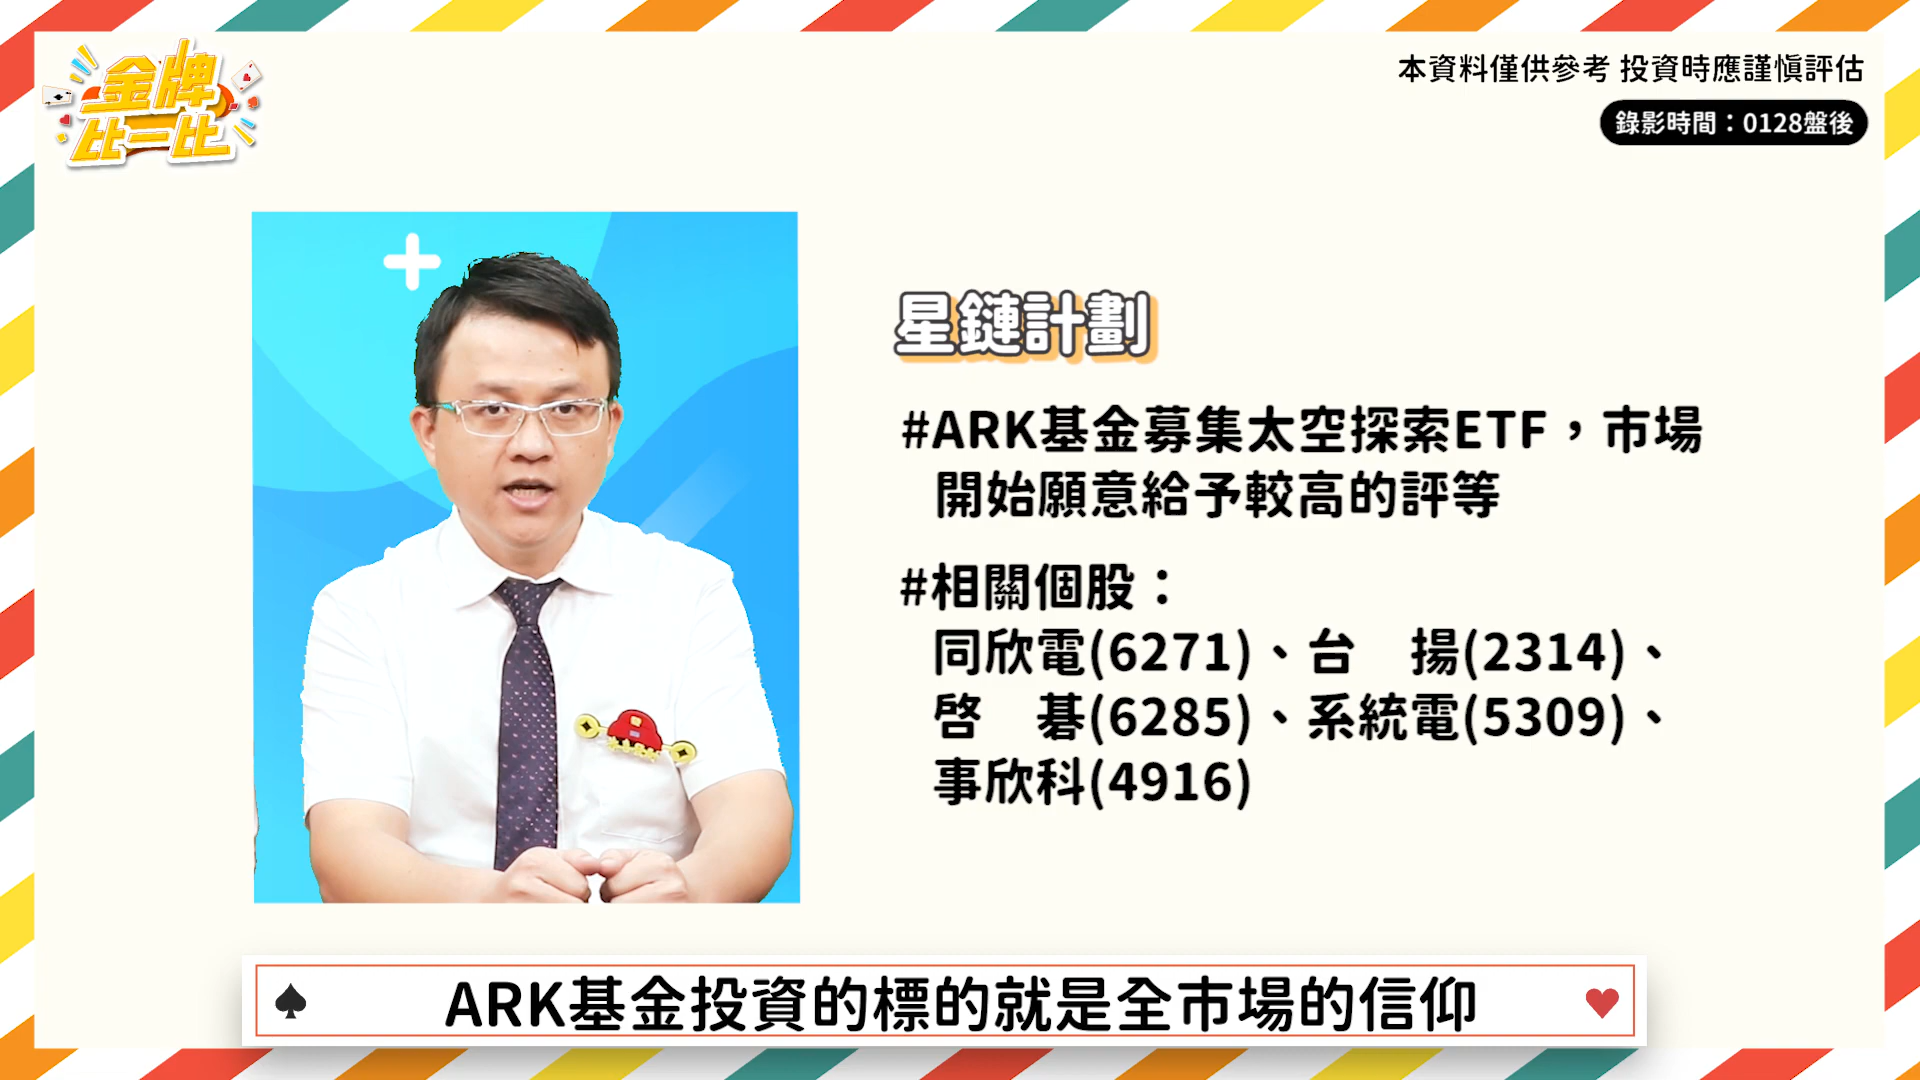 金牌
比一比
本資料僅供參考 投資時應謹慎評估
錄影時間：0128盤後
星鏈計劃
#ARK基金募集太空探索ETF，市場
開始願意給予較高的評等
#相關個股：
同欣電(6271)、台　揚(2314)、
啓　碁(6285)、系統電(5309)、
事欣科(4916)
ARK基金投資的標的就是全市場的信仰